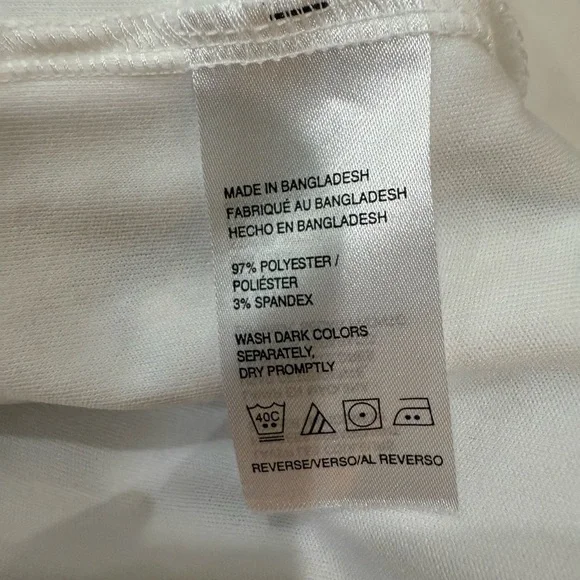 MADE IN BANGLADESH
FABRIQUÉ AU BANGLADESH
HECHO EN BANGLADESH
97% POLYESTER /
POLIÉSTER
3% SPANDEX
WASH DARK COLORS
SEPARATELY,
DRY PROMPTLY
40C
REVERSE/VERSO/AL REVERSO